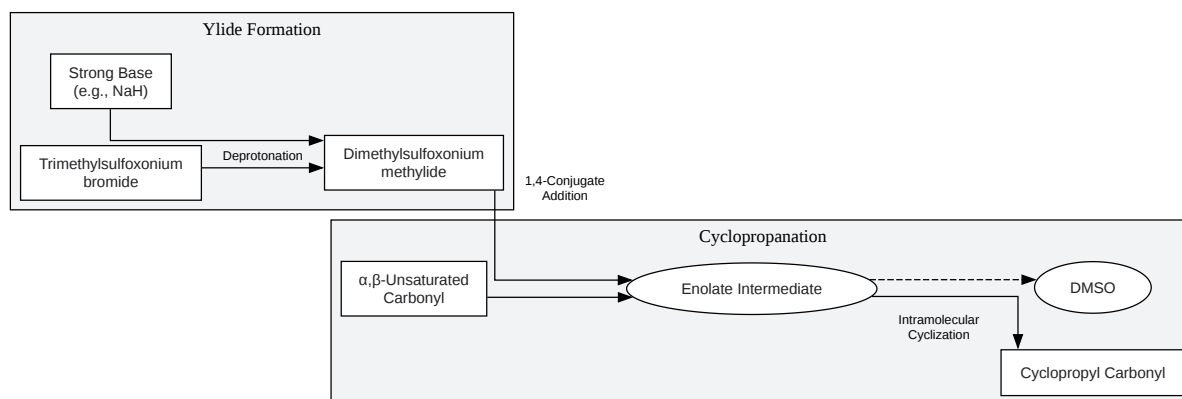 Ylide Formation
Strong Base
(e.g., NaH)
Trimethylsulfoxonium
bromide
Deprotonation
Dimethylsulfoxonium
methylide
1,4-Conjugate
Addition
Cyclopropanation
α,β-Unsaturated
Carbonyl
Enolate Intermediate
DMSO
Intramolecular
Cyclization
Cyclopropyl Carbonyl